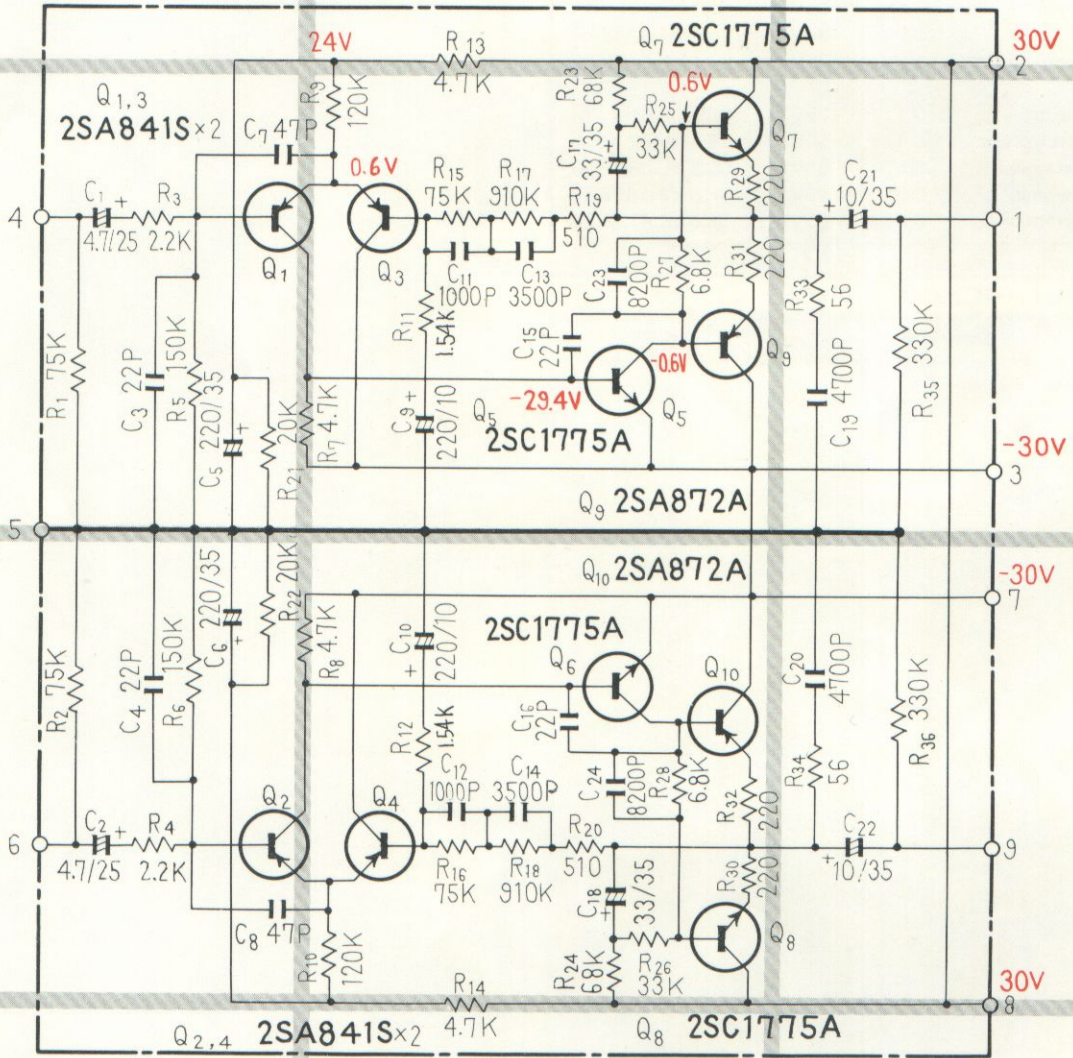 24V
R13
4.7K
Q7 2SC1775A
30V
2
Q1,3
2SA841S×2
R9
120K
R23
68K
0.6V
R25
33K
Q7
C7 47P
0.6V
C17
33/35
R15
75K
R17
910K
R19
510
R29
220
C21
+ 10/35
4
C1 +
4.7/25
R3
2.2K
Q1
Q3
C11
1000P
C13
3500P
1
R11
1.54K
C23
8200P
R27
6.8K
R31
220
R33
56
R1 75K
C3 22P
R5 150K
C5 220/35
+
R21
20K
R7 4.7K
C9 +
220/10
C15
22P
-0.6V
-29.4V
Q5
Q5
2SC1775A
Q9
C19 4700P
R35 330K
-30V
3
Q9 2SA872A
5
Q10 2SA872A
-30V
7
R2 75K
C4 22P
R6 150K
C6 220/35
+
R22 20K
R8 4.7K
C10
+
220/10
2SC1775A
Q6
Q10
C20
4700P
R36 330K
R12
1.54K
C16
22P
C24
8200P
R28
6.8K
R32
220
R34
56
C12
1000P
C14
3500P
6
C2 +
4.7/25
R4
2.2K
Q2
Q4
R16
75K
R18
910K
R20
510
C22
+ 10/35
9
C8 47P
R10
120K
C18
+
33/35
R30
220
R24
68K
R26
33K
Q8
R14
4.7K
30V
8
Q2,4 2SA841S×2
Q8 2SC1775A